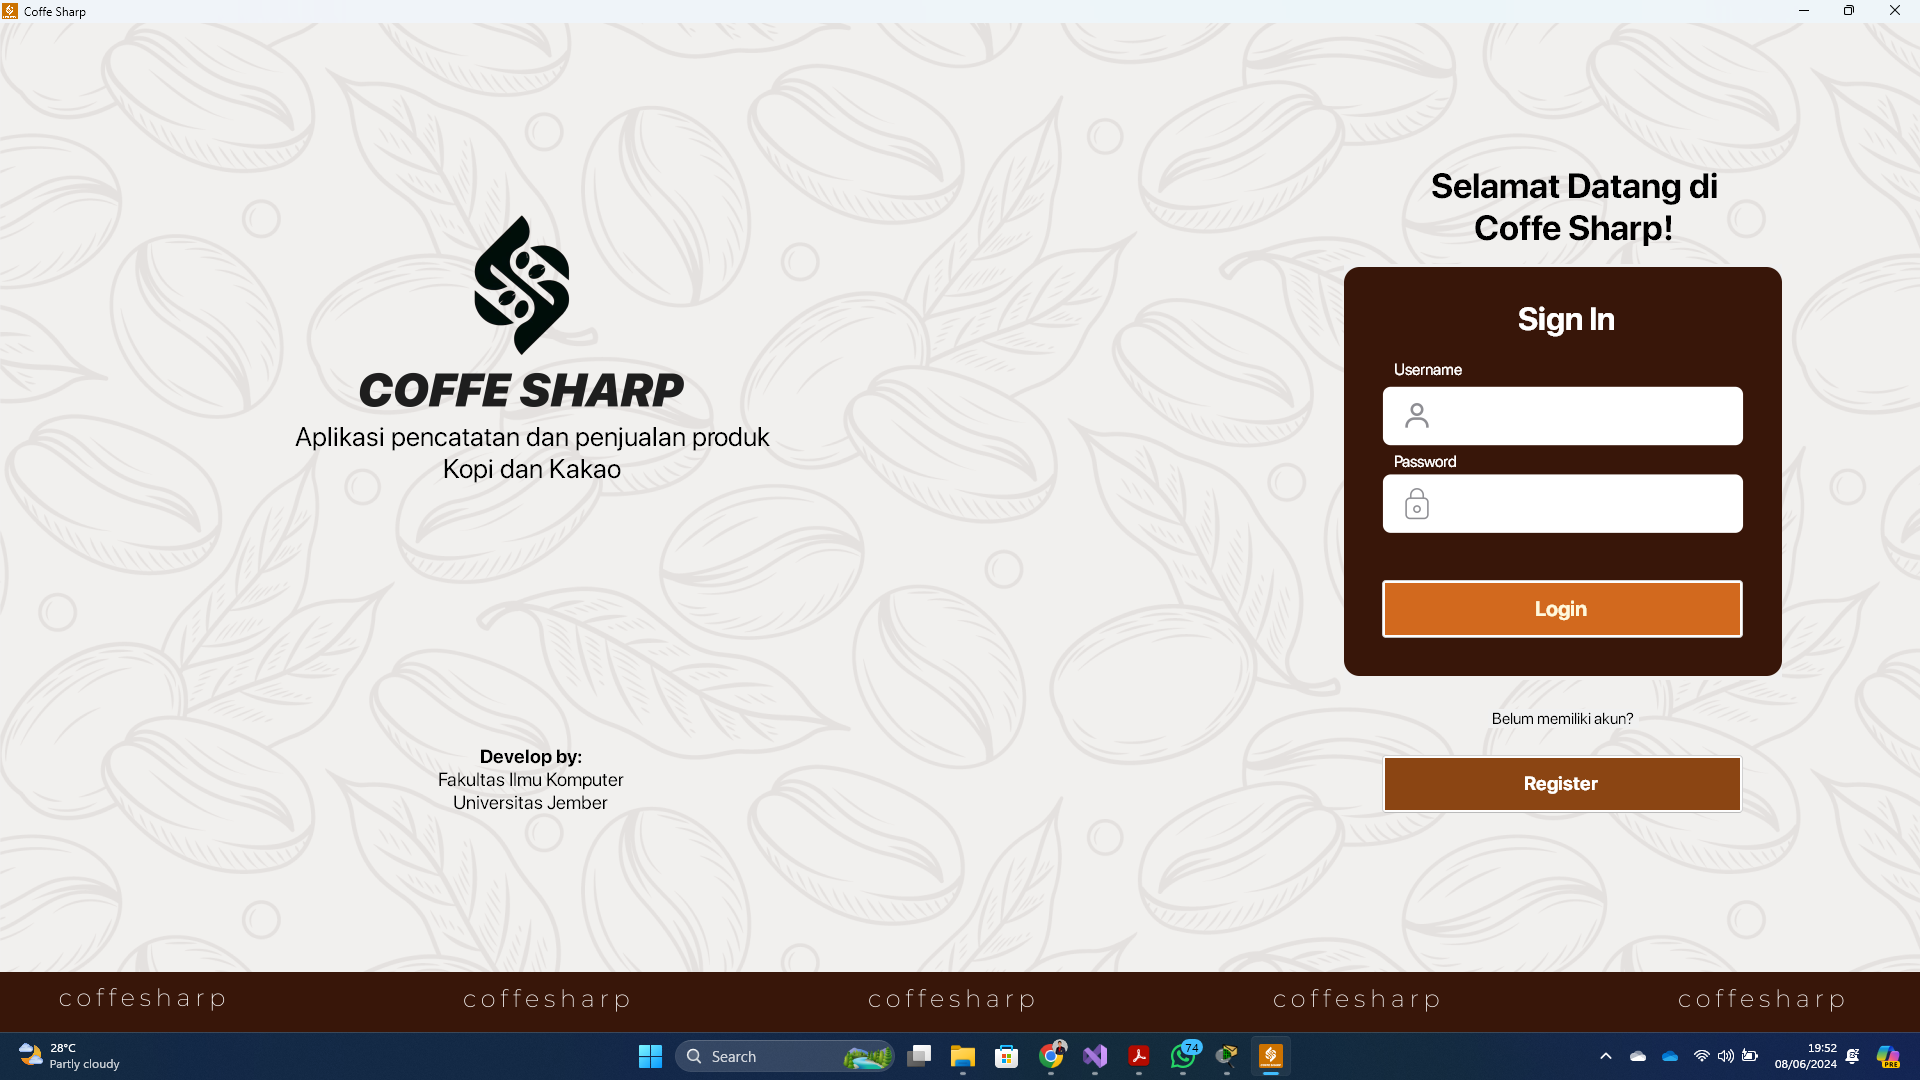 Coffe Sharp
COFFE SHARP
Aplikasi pencatatan dan penjualan produk
Kopi dan Kakao
Develop by:
Fakultas Ilmu Komputer
Universitas Jember
Selamat Datang di
Coffe Sharp!
Sign In
Username
Password
Login
Belum memiliki akun?
Register
coffesharp coffesharp coffesharp coffesharp coffesharp
28°C
Partly cloudy
Search
74
19:52
08/06/2024
PRE